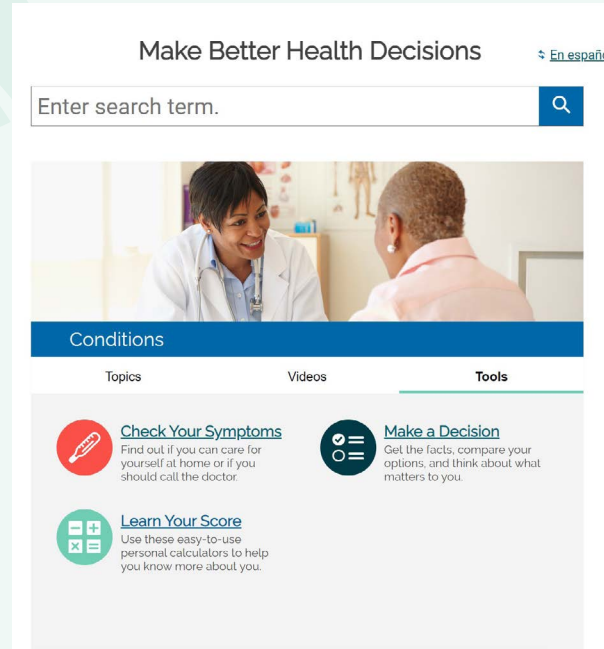 Make Better Health Decisions
En españo
Enter search term.
Conditions
Topics Videos Tools
Check Your Symptoms
Find out if you can care for
yourself at home or if you
should call the doctor.
Make a Decision
Get the facts, compare your
options, and think about what
matters to you.
Learn Your Score
Use these easy-to-use
personal calculators to help
you know more about you.